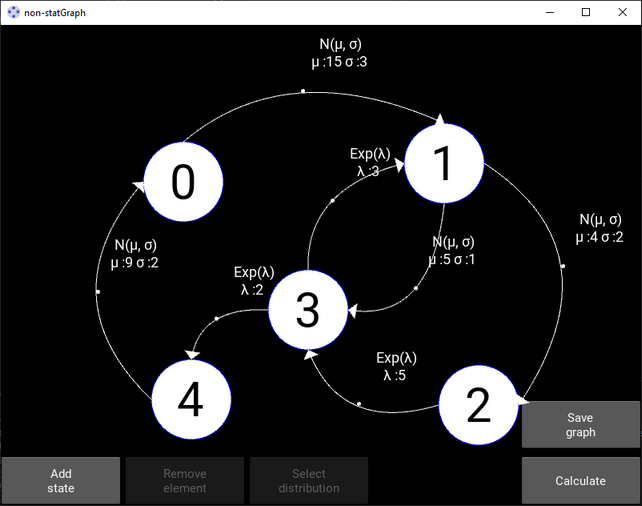 non-statGraph
N(μ, σ)
μ :15 σ :3
0
1
Exp(λ)
λ :3
N(μ, σ)
μ :4 σ :2
N(μ, σ)
μ :9 σ :2
N(μ, σ)
μ :5 σ :1
Exp(λ)
λ :2
3
Exp(λ)
λ :5
4
2
Save
graph
Add
state
Remove
element
Select
distribution
Calculate